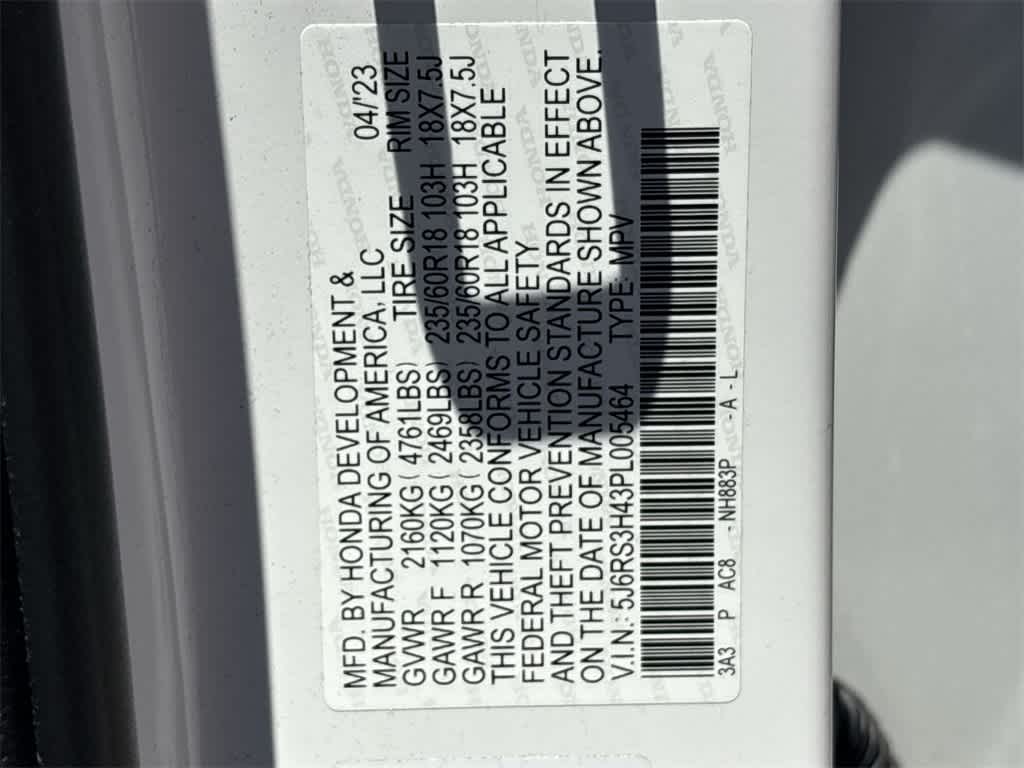 MFD. BY HONDA DEVELOPMENT &
MANUFACTURING OF AMERICA, LLC 04/'23
GVWR 2160KG ( 4761LBS) TIRE SIZE RIM SIZE
GAWR F 1120KG ( 2469LBS) 235/60R18 103H 18X7.5J
GAWR R 1070KG ( 2358LBS) 235/60R18 103H 18X7.5J
THIS VEHICLE CONFORMS TO ALL APPLICABLE
FEDERAL MOTOR VEHICLE SAFETY
AND THEFT PREVENTION STANDARDS IN EFFECT
ON THE DATE OF MANUFACTURE SHOWN ABOVE.
V.I.N.: 5J6RS3H43PL005464 TYPE: MPV
3A3 P AC8 - NH883P - A - L